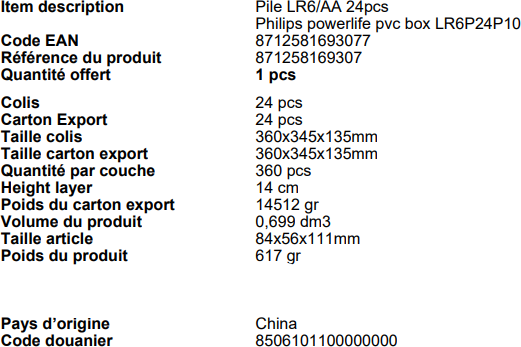 Item description Pile LR6/AA 24pcs
Philips powerlife pvc box LR6P24P10
Code EAN 8712581693077
Référence du produit 871258169307
Quantité offert 1 pcs
Colis 24 pcs
Carton Export 24 pcs
Taille colis 360x345x135mm
Taille carton export 360x345x135mm
Quantité par couche 360 pcs
Height layer 14 cm
Poids du carton export 14512 gr
Volume du produit 0,699 dm3
Taille article 84x56x111mm
Poids du produit 617 gr
Pays d'origine China
Code douanier 8506101100000000